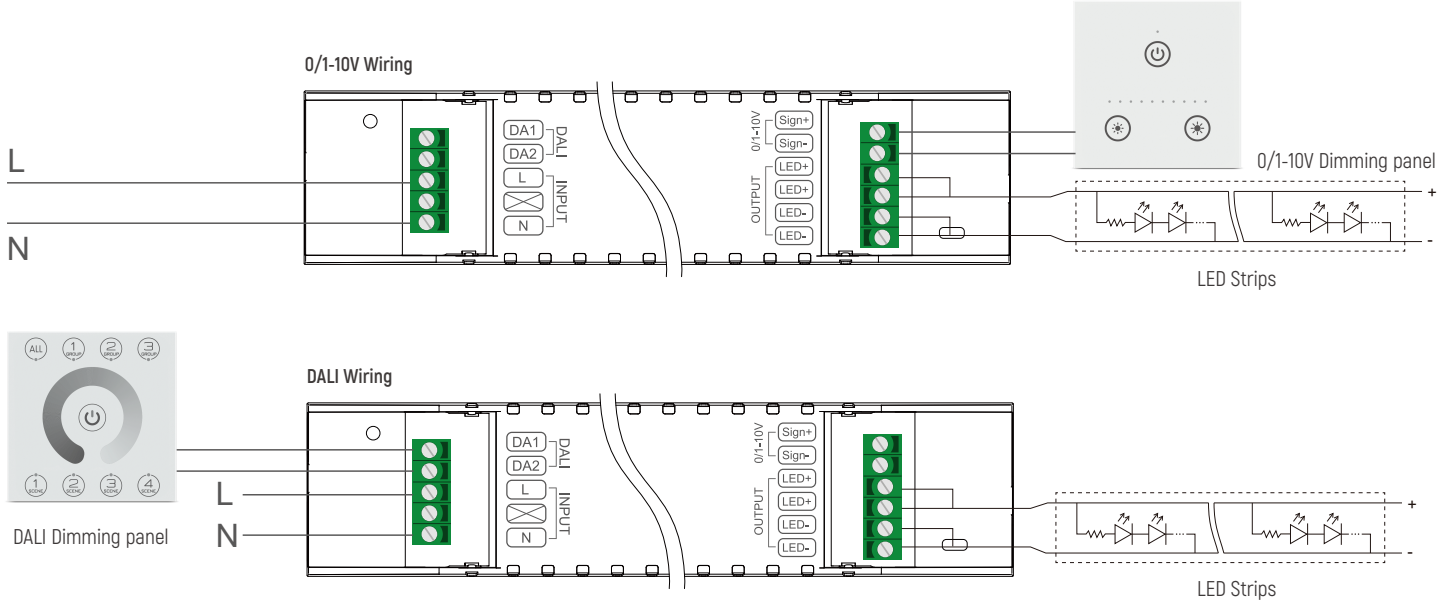 0/1-10V Wiring
L
N
DA1
DA2
DALI
L
N
INPUT
0/1-10V
Sign+
Sign-
OUTPUT
LED+
LED+
LED-
LED-
0/1-10V Dimming panel
+
-
LED Strips
ALL
1 GROUP
2 GROUP
3 GROUP
1 SCENE
2 SCENE
3 SCENE
4 SCENE
DALI Dimming panel
DALI Wiring
L
N
DA1
DA2
DALI
L
N
INPUT
0/1-10V
Sign+
Sign-
OUTPUT
LED+
LED+
LED-
LED-
+
-
LED Strips